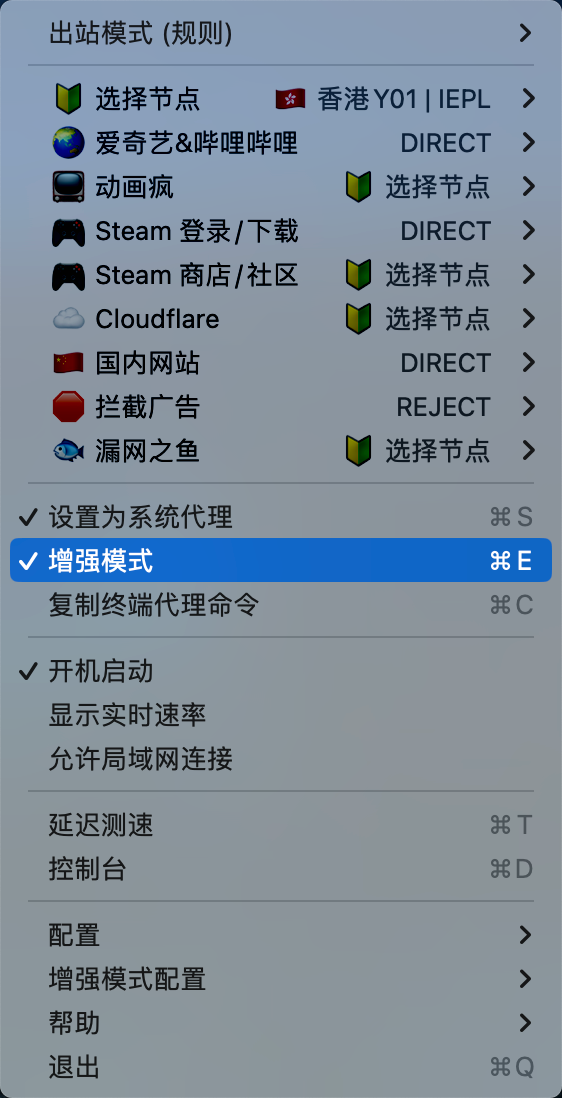 出站模式 (规则)
选择节点 香港 Y01 | IEPL
爱奇艺&哔哩哔哩 DIRECT
动画疯 选择节点
Steam 登录/下载 DIRECT
Steam 商店/社区 选择节点
Cloudflare 选择节点
国内网站 DIRECT
拦截广告 REJECT
漏网之鱼 选择节点
设置为系统代理 ⌘ S
增强模式 ⌘ E
复制终端代理命令 ⌘ C
开机启动
显示实时速率
允许局域网连接
延迟测速 ⌘ T
控制台 ⌘ D
配置
增强模式配置
帮助
退出 ⌘ Q